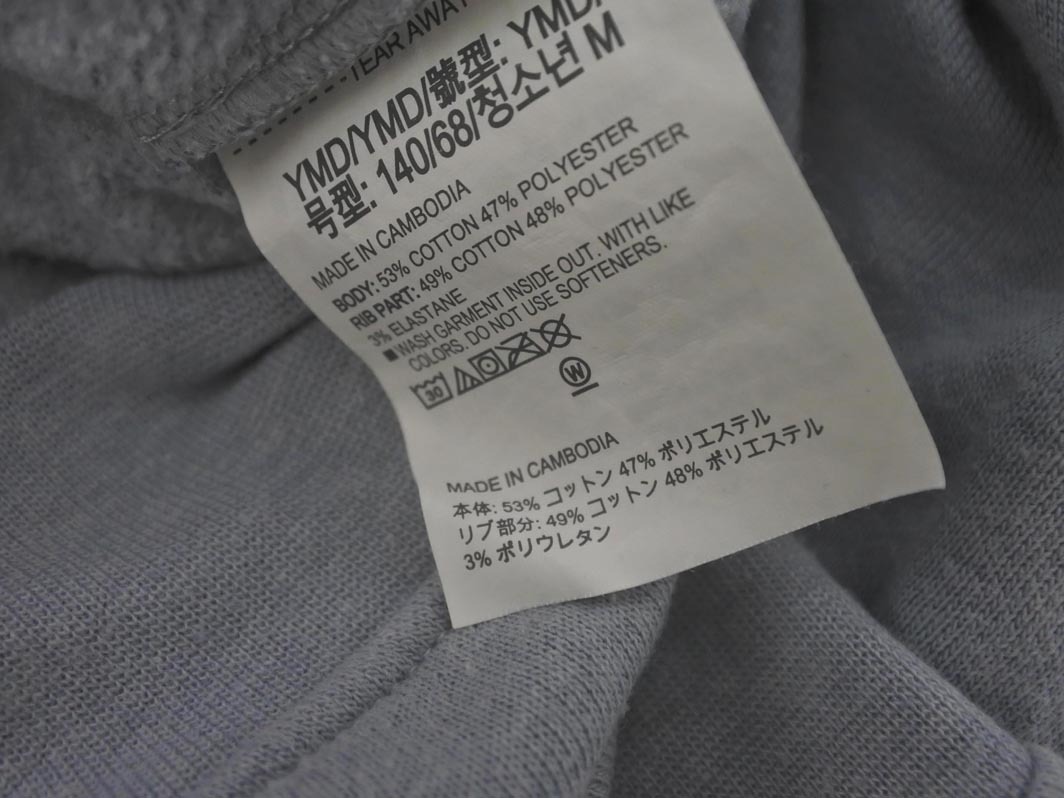 TEAR AWAY
YMD/YMD/號型: YMD/
号型: 140/68/청소년 M
MADE IN CAMBODIA
BODY: 53% COTTON 47% POLYESTER
RIB PART: 49% COTTON 48% POLYESTER
3% ELASTANE
■ WASH GARMENT INSIDE OUT. WITH LIKE
COLORS. DO NOT USE SOFTENERS.
30
W
MADE IN CAMBODIA
本体: 53% コットン 47% ポリエステル
リブ部分: 49% コットン 48% ポリエステル
3% ポリウレタン